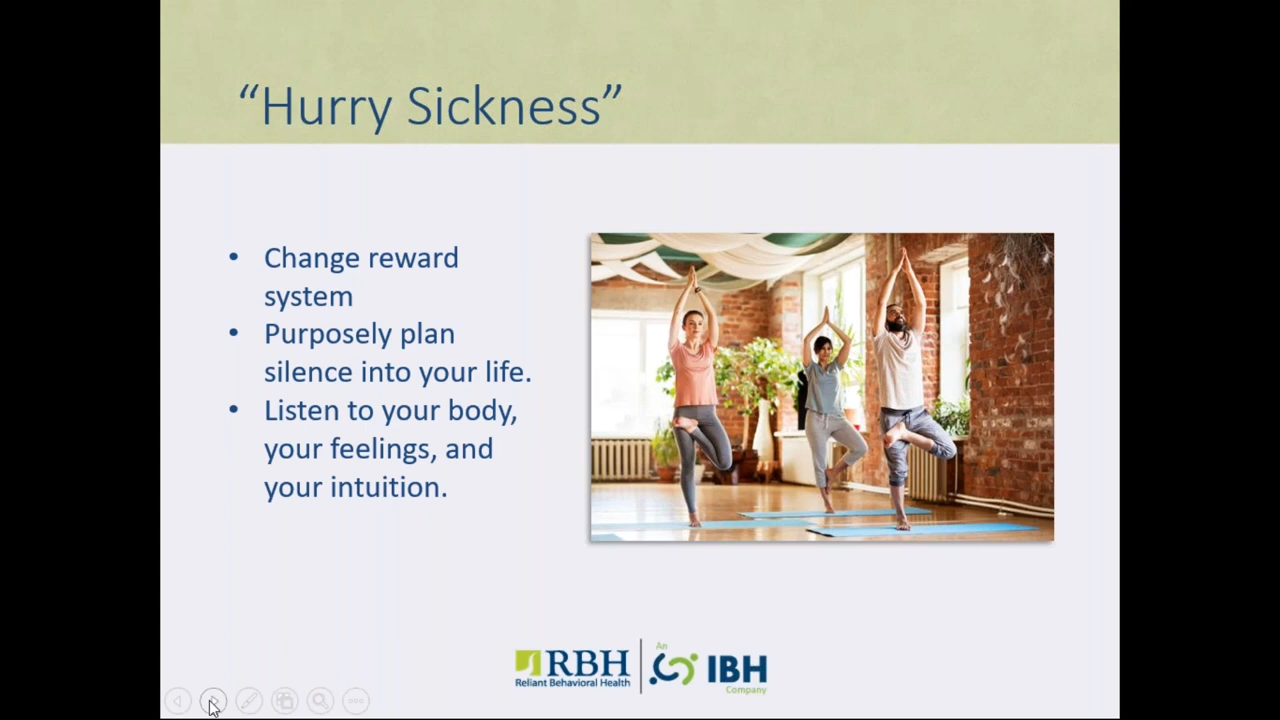 “Hurry Sickness”
• Change reward
system
• Purposely plan
silence into your life.
• Listen to your body,
your feelings, and
your intuition.
RBH
Reliant Behavioral Health
An
IBH
Company